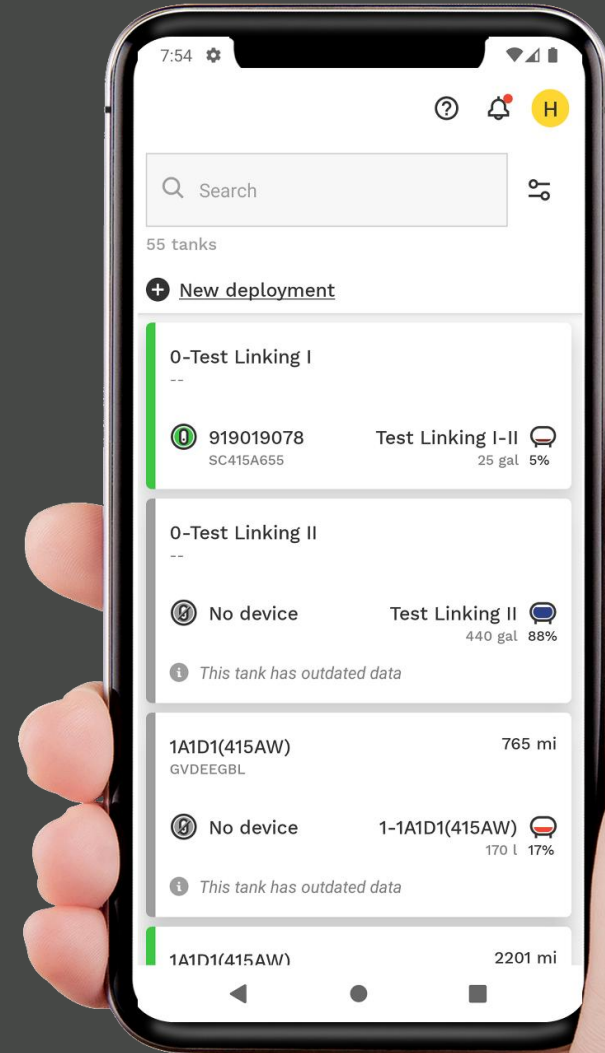 7:54
H
Search
55 tanks
New deployment
0-Test Linking I
--
919019078 Test Linking I-II
SC415A655 25 gal 5%
0-Test Linking II
--
No device Test Linking II
440 gal 88%
This tank has outdated data
1A1D1(415AW) 765 mi
GVDEEGBL
No device 1-1A1D1(415AW)
170 l 17%
This tank has outdated data
1A1D1(415AW) 2201 mi